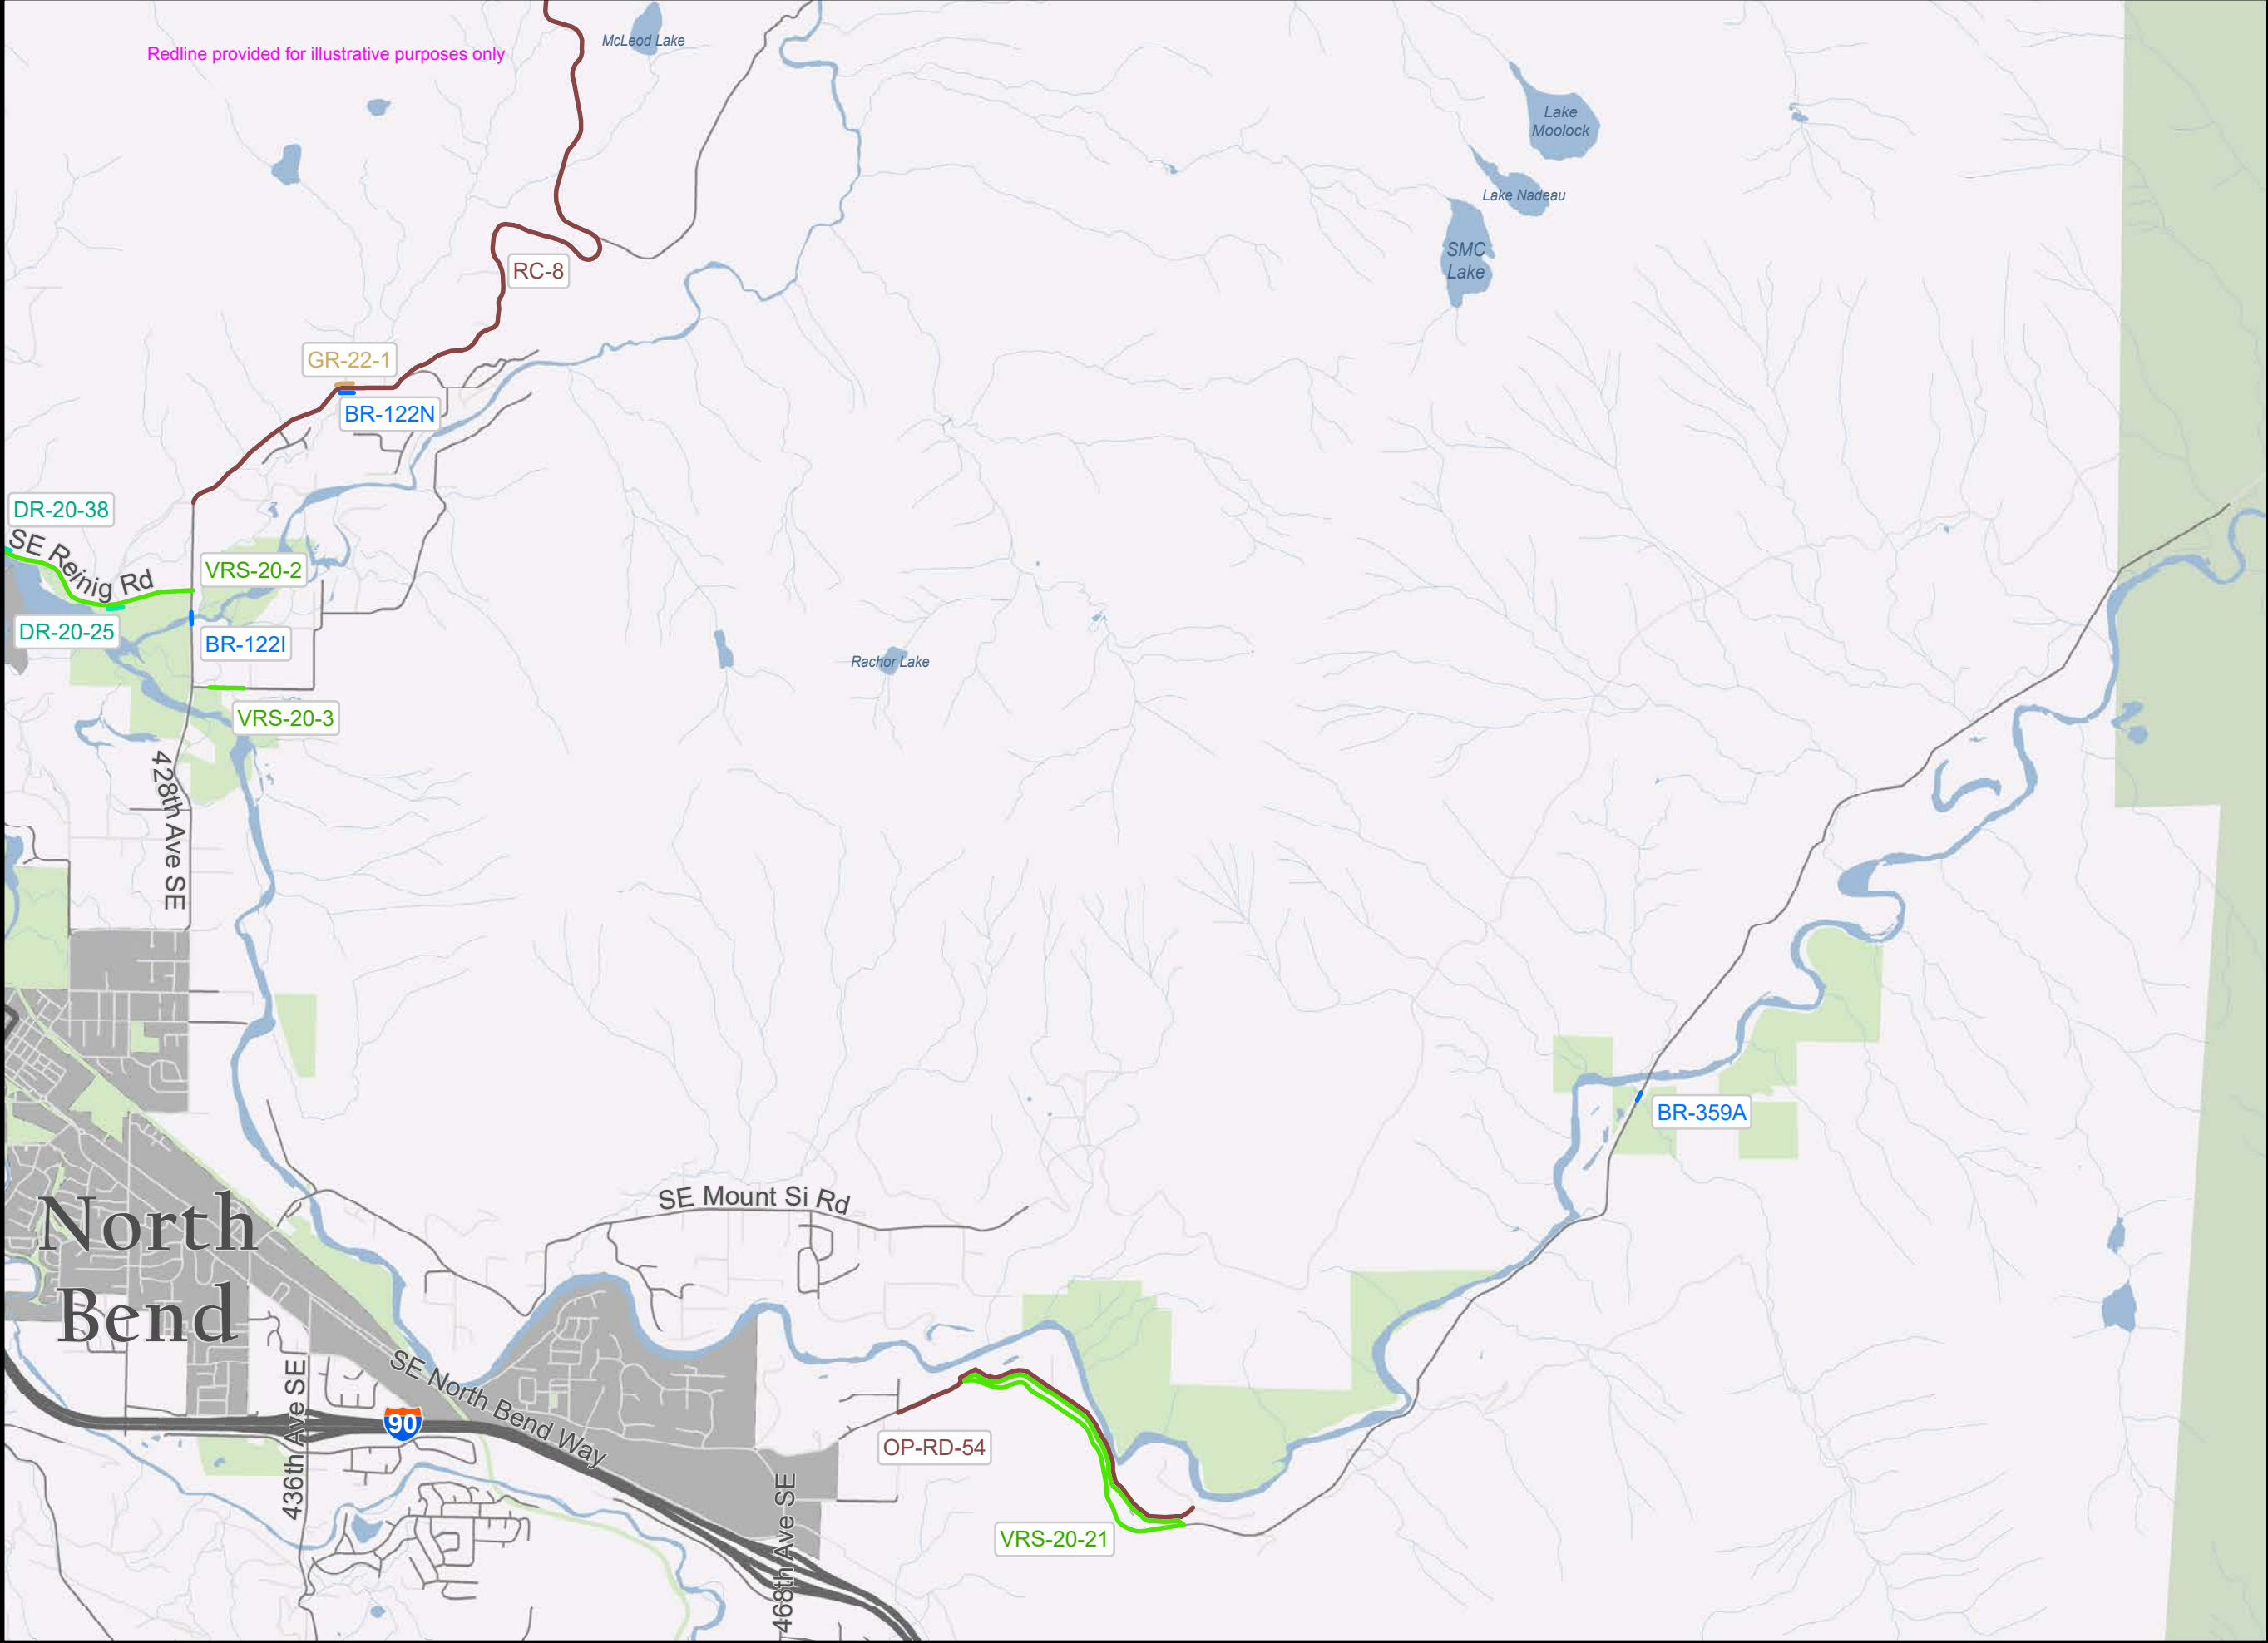 Redline provided for illustrative purposes only
McLeod Lake
Lake
Moolock
Lake Nadeau
SMC
Lake
RC-8
GR-22-1
BR-122N
DR-20-38
SE Reinig Rd
VRS-20-2
DR-20-25
BR-122I
Rachor Lake
VRS-20-3
428th Ave SE
BR-359A
SE Mount Si Rd
North
Bend
SE North Bend Way
436th Ave SE
90
OP-RD-54
468th Ave SE
VRS-20-21